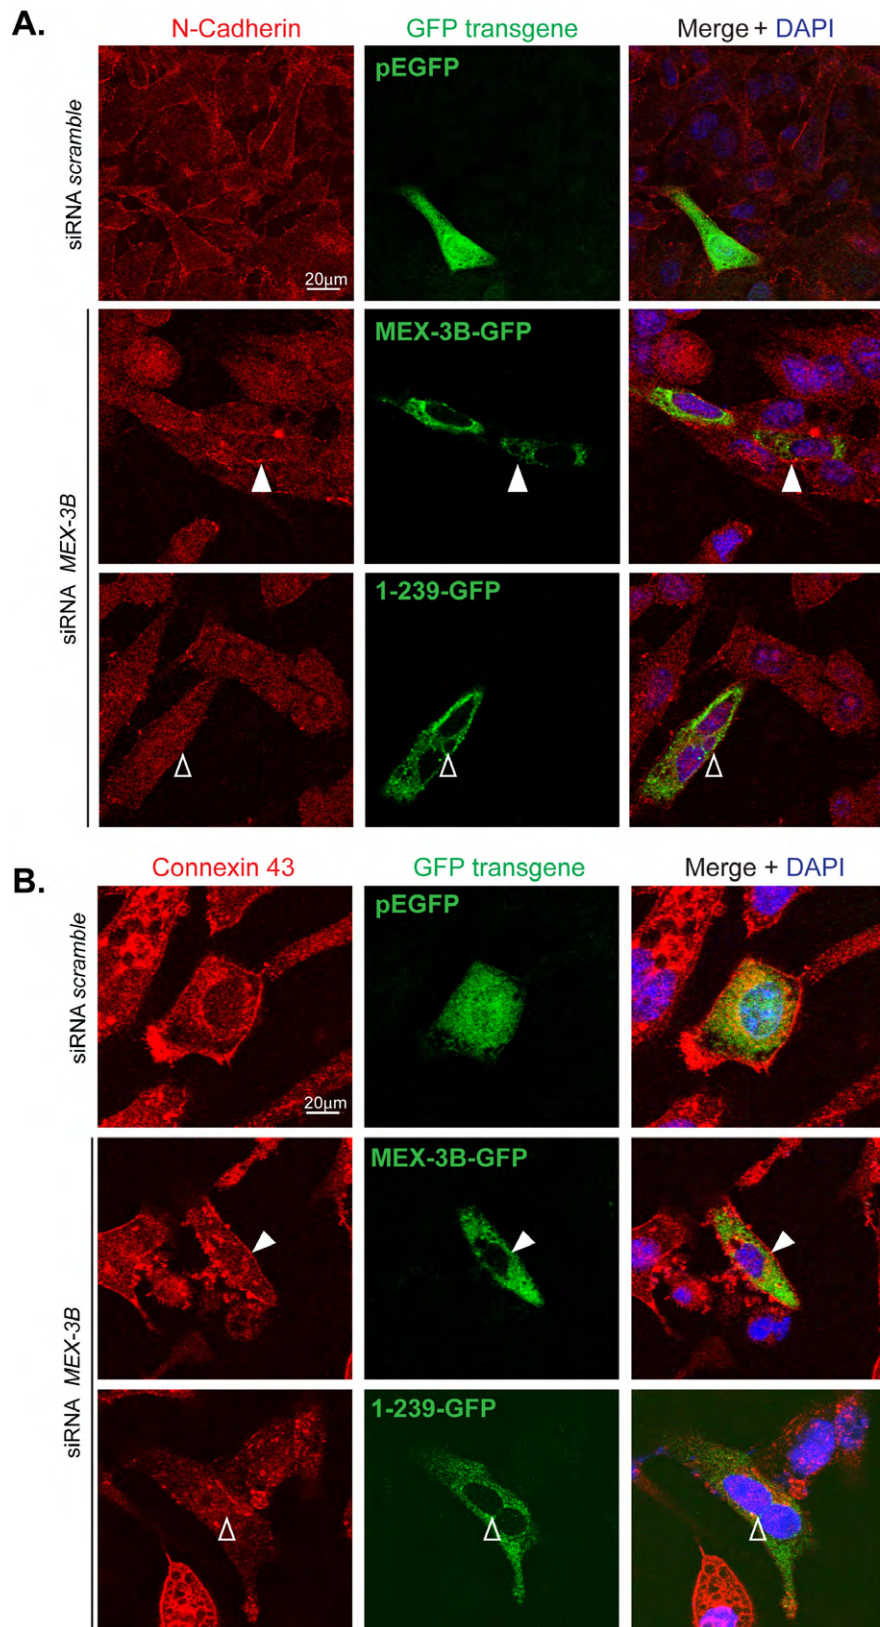 A.
N-Cadherin GFP transgene Merge + DAPI
siRNA scramble
pEGFP
20µm
siRNA MEX-3B
MEX-3B-GFP
1-239-GFP
B.
Connexin 43 GFP transgene Merge + DAPI
siRNA scramble
pEGFP
20µm
siRNA MEX-3B
MEX-3B-GFP
1-239-GFP